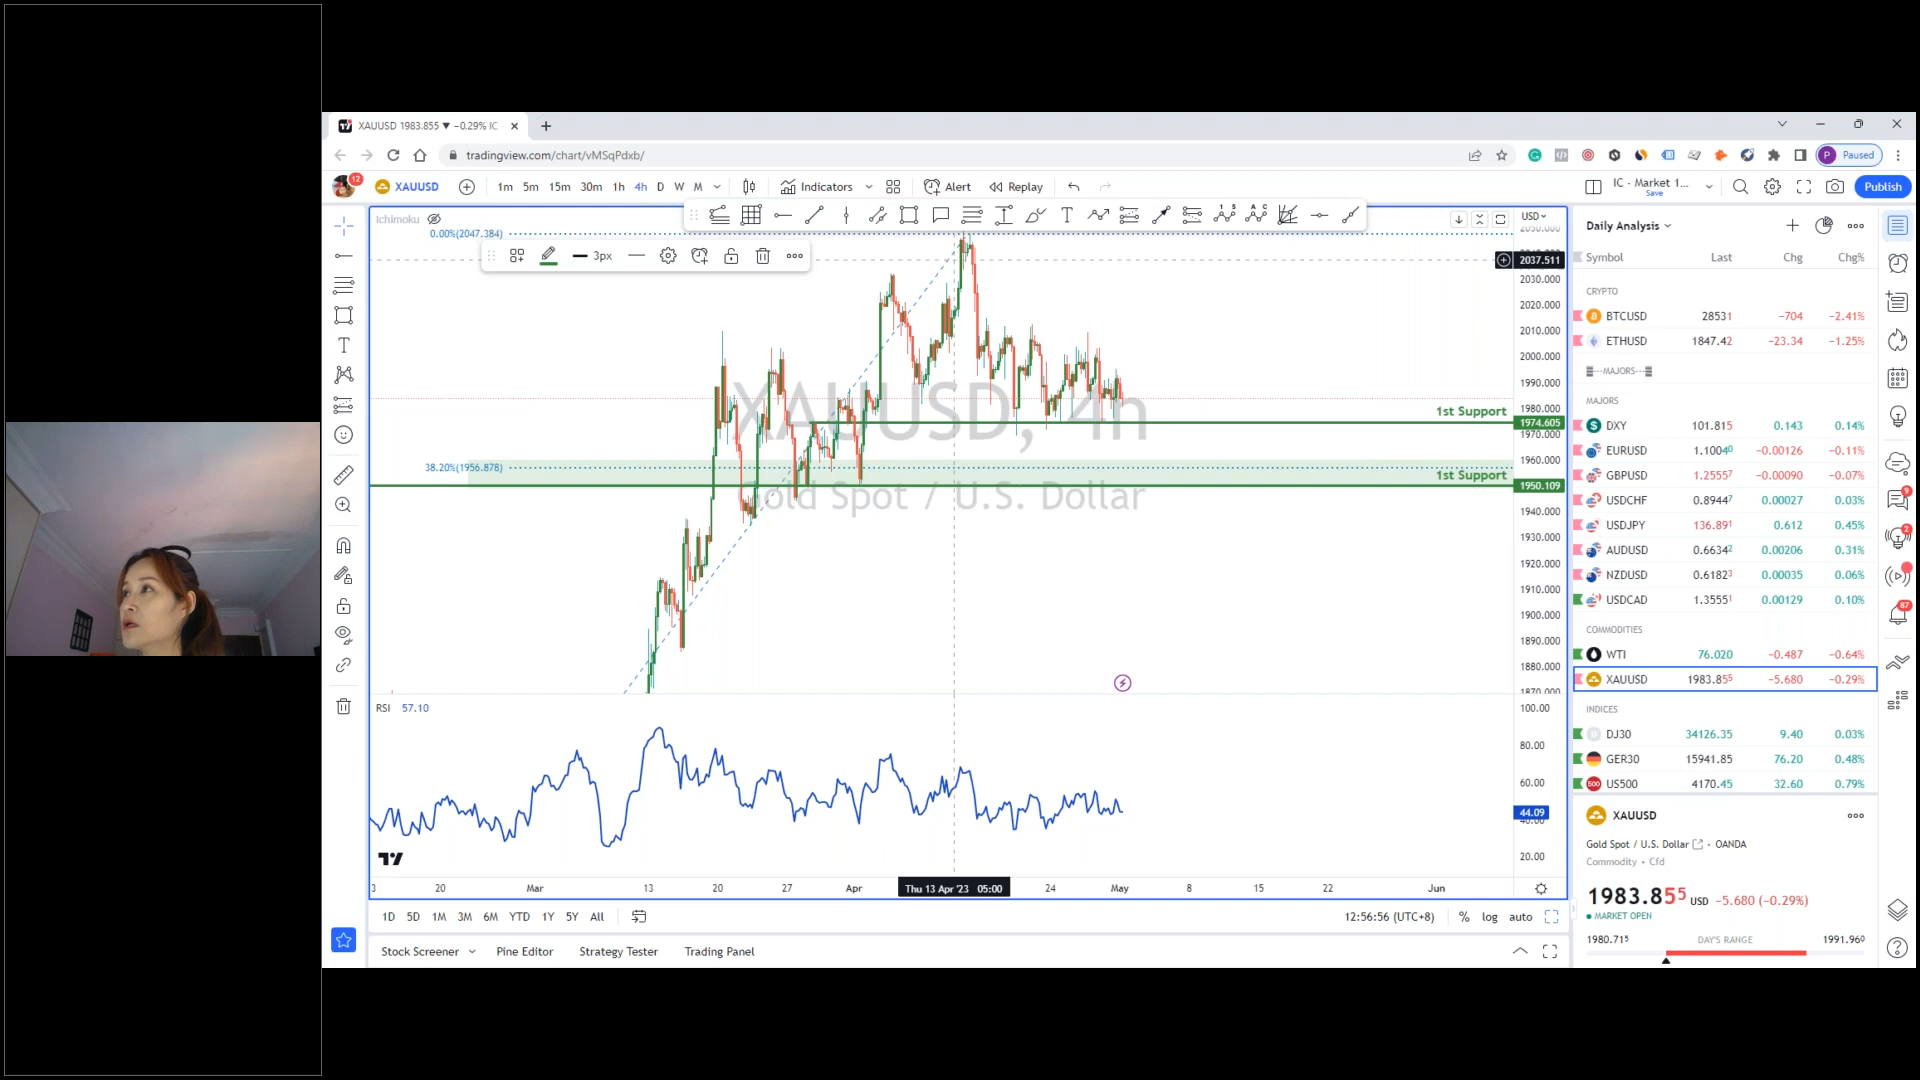 XAUUSD 1983.855 ▼ −0.29% IC
tradingview.com/chart/vMSqPdxb/
P Paused
12
XAUUSD 1m 5m 15m 30m 1h 4h D W M Indicators Alert Replay
IC - Market 1...
Save
Publish
Ichimoku
0.00%(2047.384)
3px
USD
2037.511
2030.000
2020.000
2010.000
2000.000
1990.000
1980.000
1st Support
1974.605
1970.000
1960.000
38.20%(1956.878)
1st Support
1950.109
1940.000
1930.000
1920.000
1910.000
1900.000
1890.000
1880.000
1870.000
XAUUSD, 4h
Gold Spot / U.S. Dollar
RSI 57.10
100.00
80.00
60.00
44.09
40.00
20.00
3 20 Mar 13 20 27 Apr Thu 13 Apr '23 05:00 24 May 8 15 22 Jun
1D 5D 1M 3M 6M YTD 1Y 5Y All
12:56:56 (UTC+8) % log auto
Stock Screener Pine Editor Strategy Tester Trading Panel
Daily Analysis
Symbol Last Chg Chg%
CRYPTO
BTCUSD 28531 −704 −2.41%
ETHUSD 1847.42 −23.34 −1.25%
---MAJORS---
MAJORS
DXY 101.815 0.143 0.14%
EURUSD 1.10040 −0.00126 −0.11%
GBPUSD 1.25557 −0.00090 −0.07%
USDCHF 0.89447 0.00027 0.03%
USDJPY 136.891 0.612 0.45%
AUDUSD 0.66342 0.00206 0.31%
NZDUSD 0.61823 0.00035 0.06%
USDCAD 1.35551 0.00129 0.10%
COMMODITIES
WTI 76.020 −0.487 −0.64%
XAUUSD 1983.855 −5.680 −0.29%
INDICES
DJ30 34126.35 9.40 0.03%
GER30 15941.85 76.20 0.48%
US500 4170.45 32.60 0.79%
XAUUSD
Gold Spot / U.S. Dollar • OANDA
Commodity • Cfd
1983.855 USD −5.680 (−0.29%)
MARKET OPEN
1980.715 DAY'S RANGE 1991.960
9
2
87